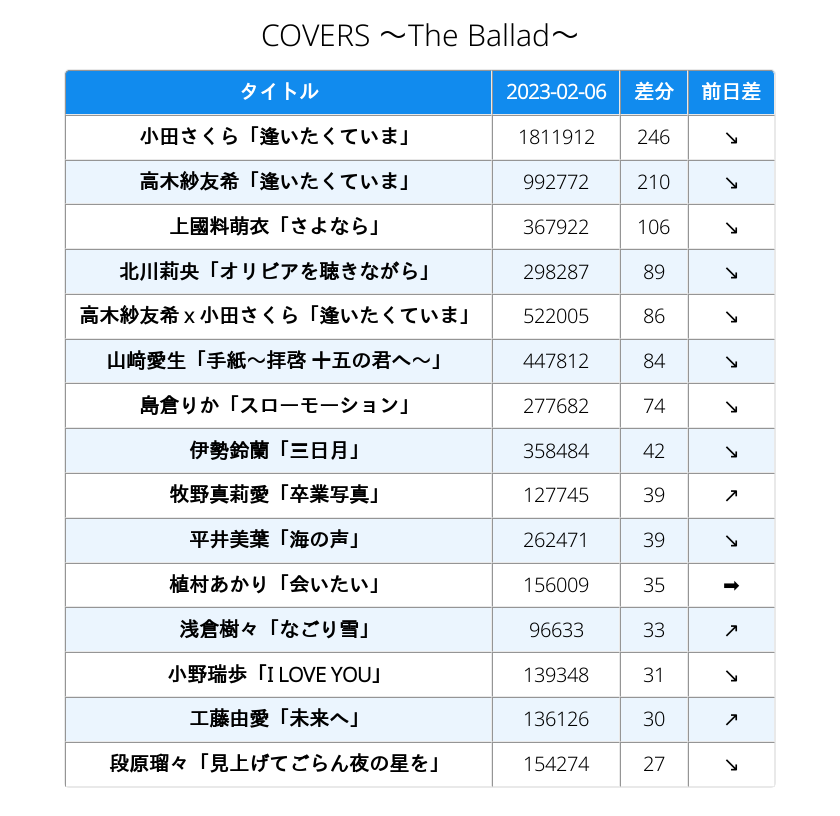 COVERS ～The Ballad～
タイトル 2023-02-06 差分 前日差
小田さくら「逢いたくていま」 1811912 246 ↘
高木紗友希「逢いたくていま」 992772 210 ↘
上國料萌衣「さよなら」 367922 106 ↘
北川莉央「オリビアを聴きながら」 298287 89 ↘
高木紗友希 x 小田さくら「逢いたくていま」 522005 86 ↘
山﨑愛生「手紙～拝啓 十五の君へ～」 447812 84 ↘
島倉りか「スローモーション」 277682 74 ↘
伊勢鈴蘭「三日月」 358484 42 ↘
牧野真莉愛「卒業写真」 127745 39 ↗
平井美葉「海の声」 262471 39 ↘
植村あかり「会いたい」 156009 35 ➡
浅倉樹々「なごり雪」 96633 33 ↗
小野瑞歩「I LOVE YOU」 139348 31 ↘
工藤由愛「未来へ」 136126 30 ↗
段原瑠々「見上げてごらん夜の星を」 154274 27 ↘